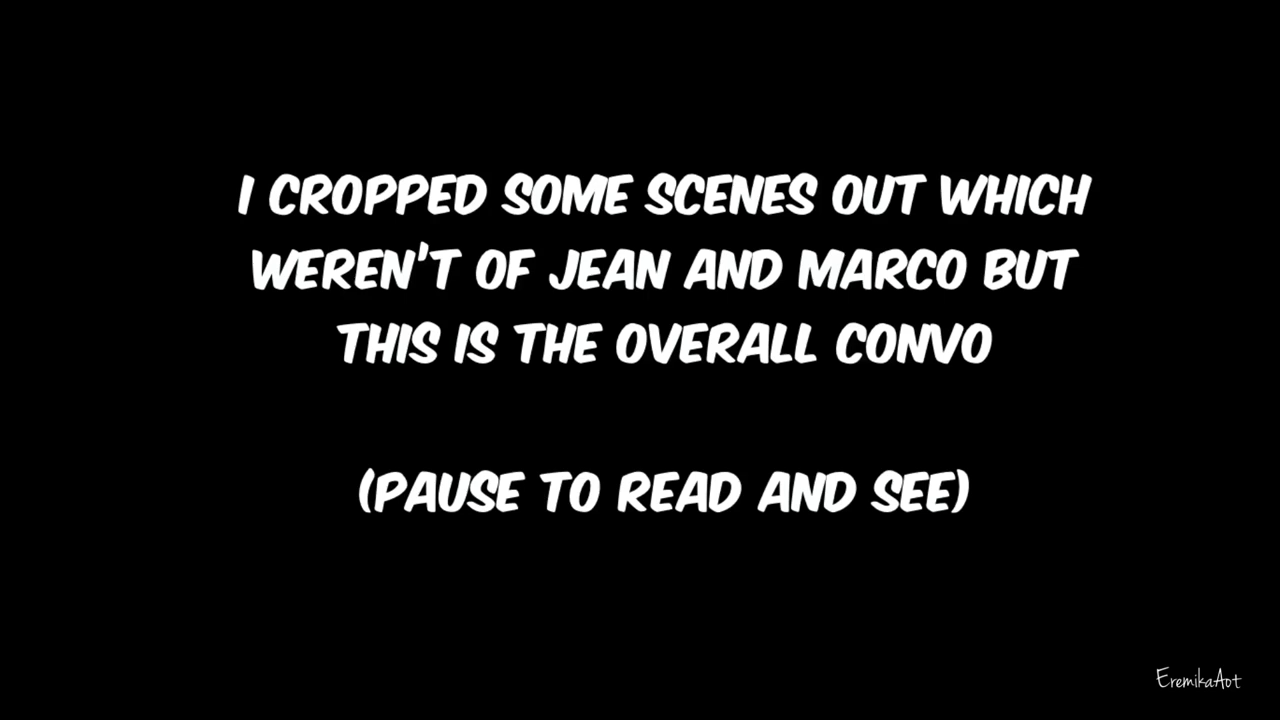 I CROPPED SOME SCENES OUT WHICH
WEREN'T OF JEAN AND MARCO BUT
THIS IS THE OVERALL CONVO
(PAUSE TO READ AND SEE)
EremikaAot